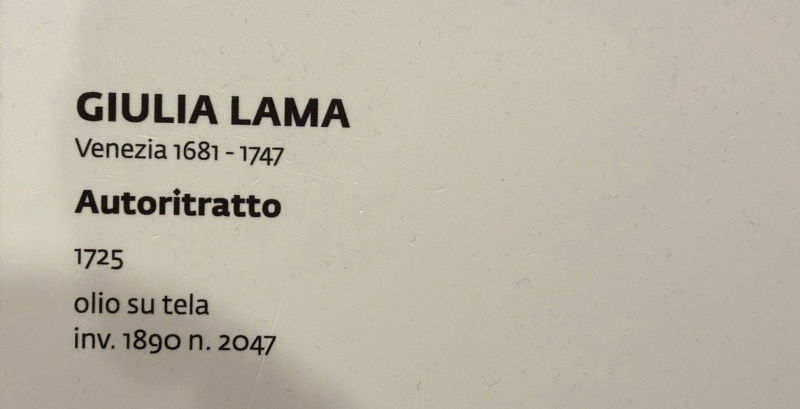 GIULIA LAMA
Venezia 1681 - 1747
Autoritratto
1725
olio su tela
inv. 1890 n. 2047